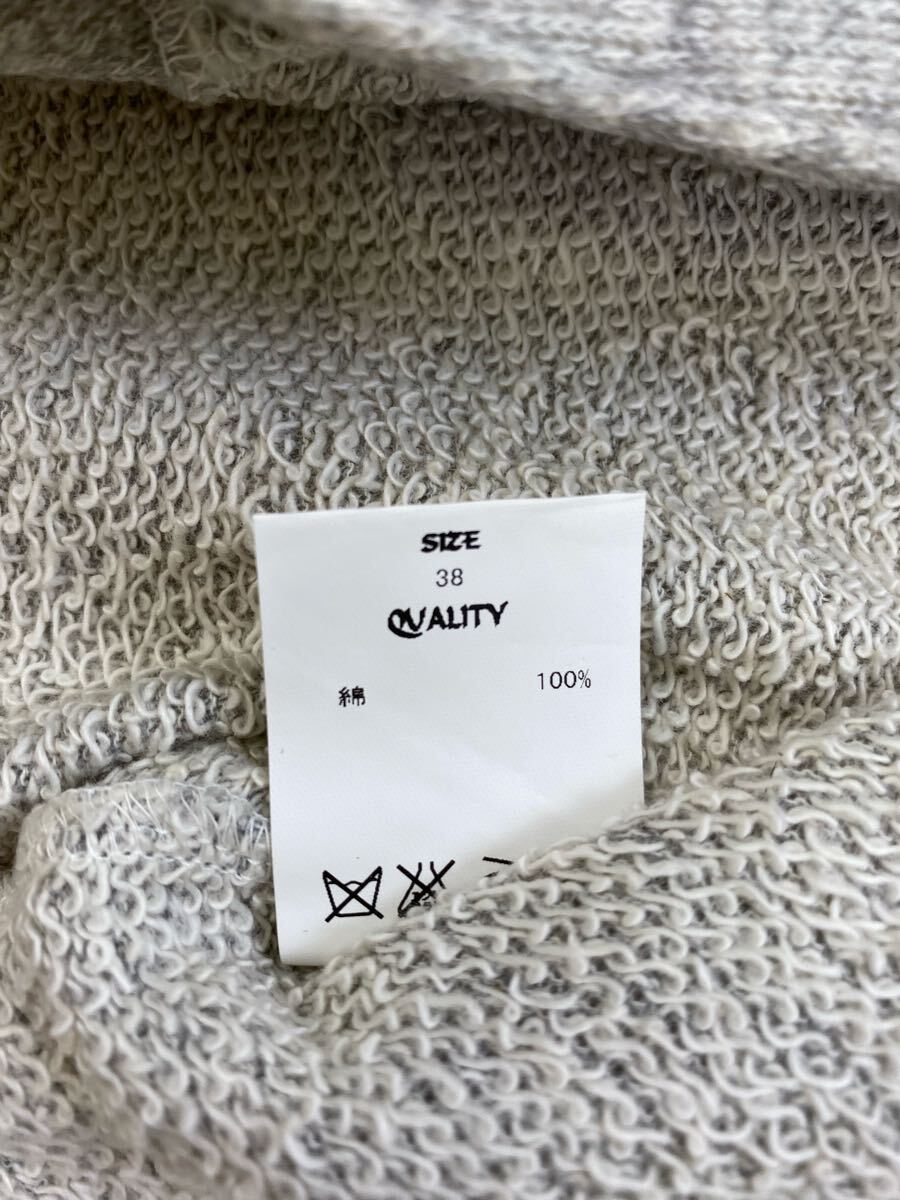 SIZE
38
QUALITY
綿 100%